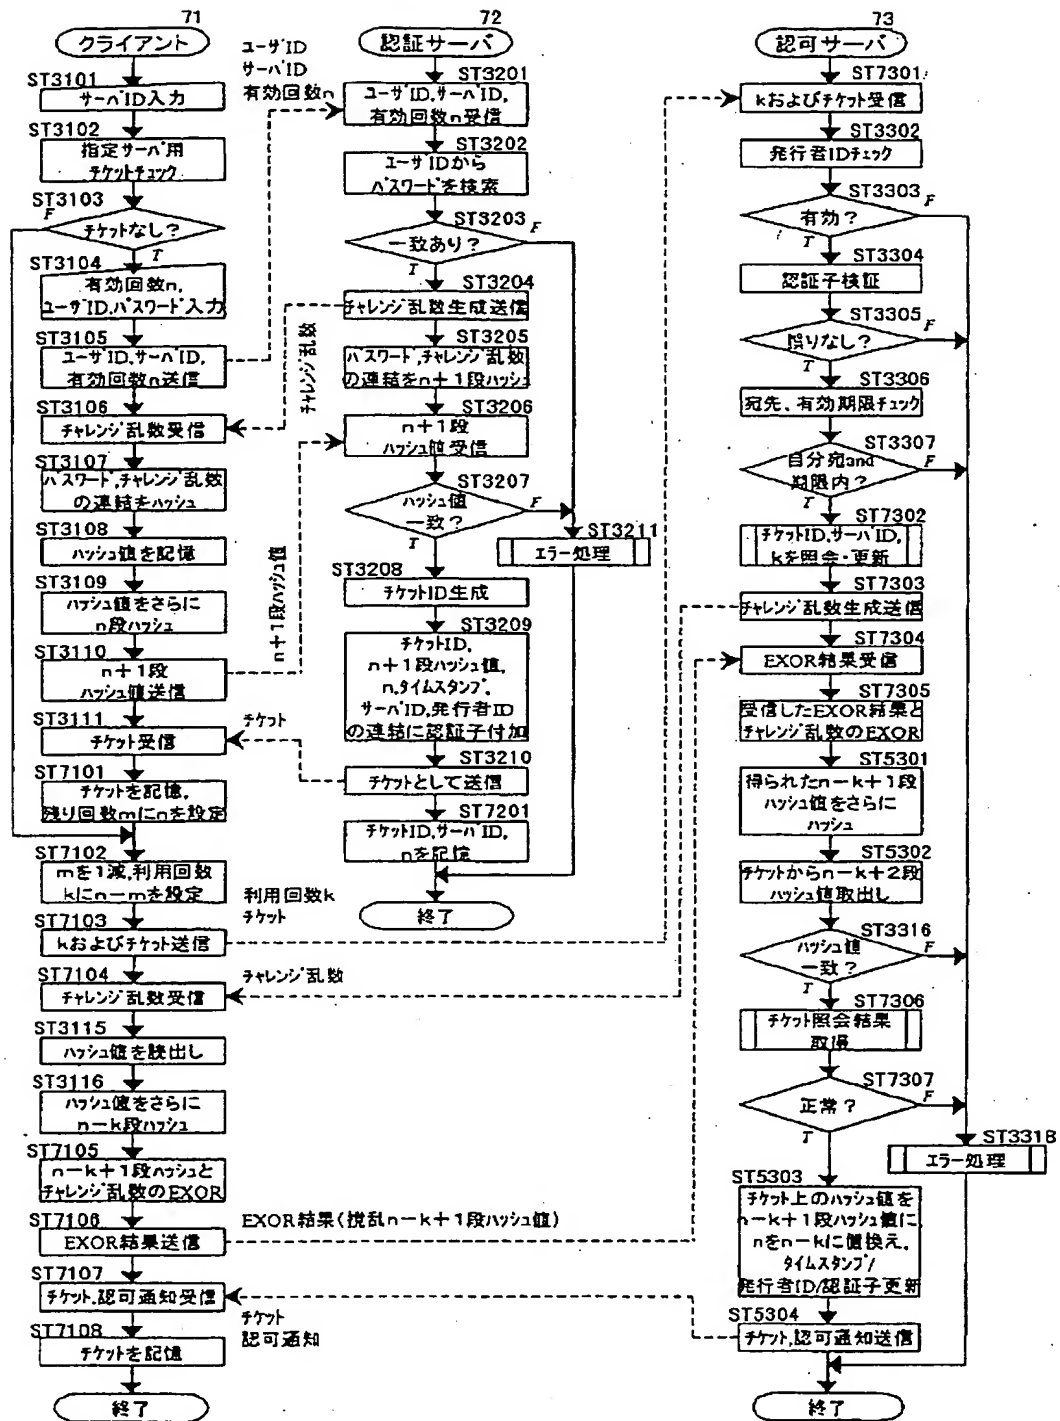 71
クライアント
ST3101
サーバID入力
ST3102
指定サーバ用
チケットチェック
ST3103
F
チケットなし？
T
ST3104
有効回数n,
ユーザID,パスワード入力
ST3105
ユーザID,サーバID,
有効回数n送信
ST3106
チャレンジ乱数受信
ST3107
パスワード,チャレンジ乱数
の連結をハッシュ
ST3108
ハッシュ値を記憶
ST3109
ハッシュ値をさらに
n段ハッシュ
ST3110
n＋1段
ハッシュ値送信
ST3111
チケット受信
ST7101
チケットを記憶,
残り回数mにnを設定
ST7102
mを1減,利用回数
kにn−mを設定
ST7103
kおよびチケット送信
ST7104
チャレンジ乱数受信
ST3115
ハッシュ値を読出し
ST3116
ハッシュ値をさらに
n−k段ハッシュ
ST7105
n−k＋1段ハッシュと
チャレンジ乱数のEXOR
ST7106
EXOR結果送信
ST7107
チケット,認可通知受信
ST7108
チケットを記憶
終了
ユーザID
サーバID
有効回数n
チャレンジ乱数
n＋1段ハッシュ値
チケット
利用回数k
チケット
チャレンジ乱数
EXOR結果(撹乱n−k＋1段ハッシュ値)
チケット
認可通知
72
認証サーバ
ST3201
ユーザID,サーバID,
有効回数n受信
ST3202
ユーザIDから
パスワードを検索
ST3203
一致あり？
F
T
ST3204
チャレンジ乱数生成送信
ST3205
パスワード,チャレンジ乱数
の連結をn＋1段ハッシュ
ST3206
n＋1段
ハッシュ値受信
ST3207
ハッシュ値
一致？
F
T
ST3211
エラー処理
ST3208
チケットID生成
ST3209
チケットID,
n＋1段ハッシュ値,
n,タイムスタンプ,
サーバID,発行者ID
の連結に認証子付加
ST3210
チケットとして送信
ST7201
チケットID,サーバID,
nを記憶
終了
73
認可サーバ
ST7301
kおよびチケット受信
ST3302
発行者IDチェック
ST3303
有効？
F
T
ST3304
認証子検証
ST3305
誤りなし？
F
T
ST3306
宛先、有効期限チェック
ST3307
自分宛and
期限内？
F
T
ST7302
チケットID,サーバID,
kを照会・更新
ST7303
チャレンジ乱数生成送信
ST7304
EXOR結果受信
ST7305
受信したEXOR結果と
チャレンジ乱数のEXOR
ST5301
得られたn−k＋1段
ハッシュ値をさらに
ハッシュ
ST5302
チケットからn−k＋2段
ハッシュ値取出し
ST3316
ハッシュ値
一致？
F
T
ST7306
チケット照会結果
取得
ST7307
正常？
F
T
ST3318
エラー処理
ST5303
チケット上のハッシュ値を
n−k＋1段ハッシュ値に
nをn−kに置換え,
タイムスタンプ/
発行者ID/認証子更新
ST5304
チケット,認可通知送信
終了